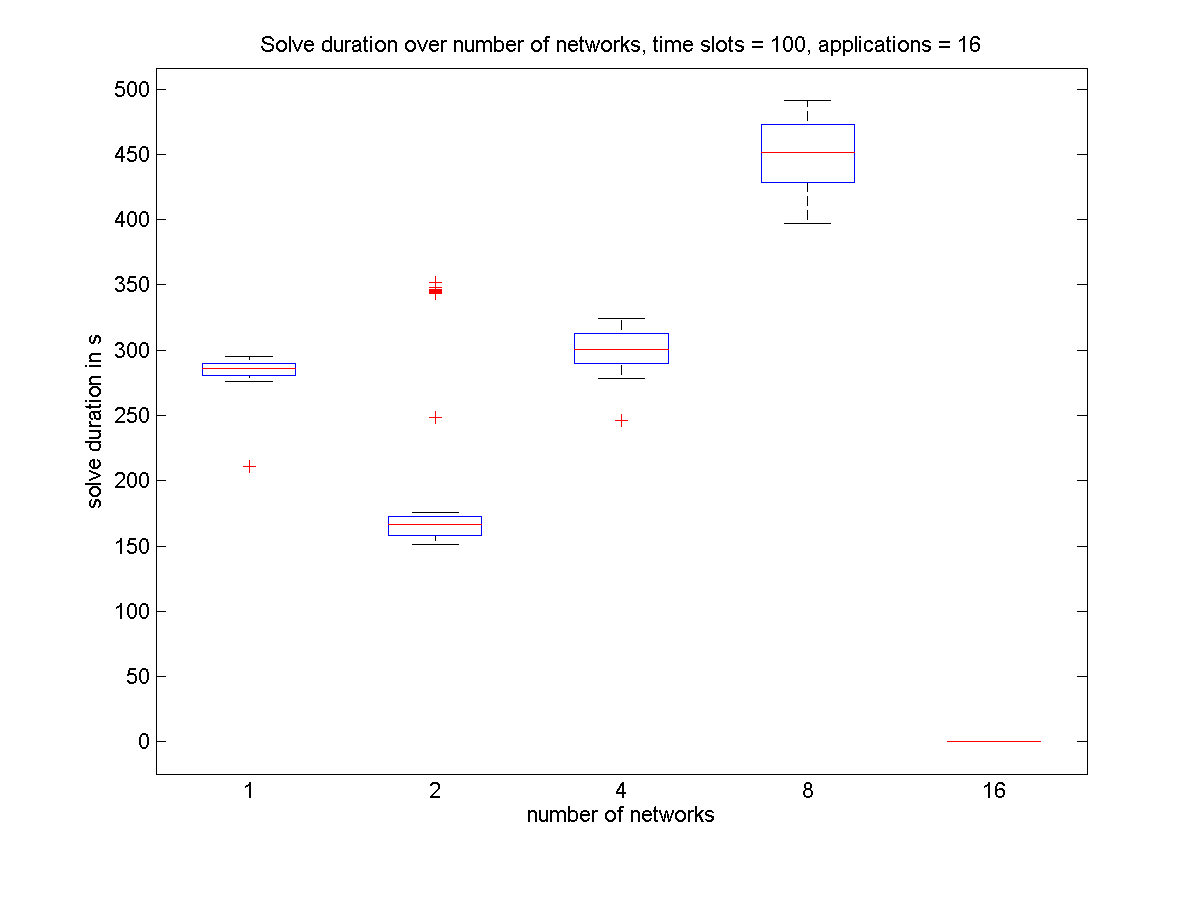 Solve duration over number of networks, time slots = 100, applications = 16
500
450
400
350
300
250
200
150
100
50
0
solve duration in s
1 2 4 8 16
number of networks